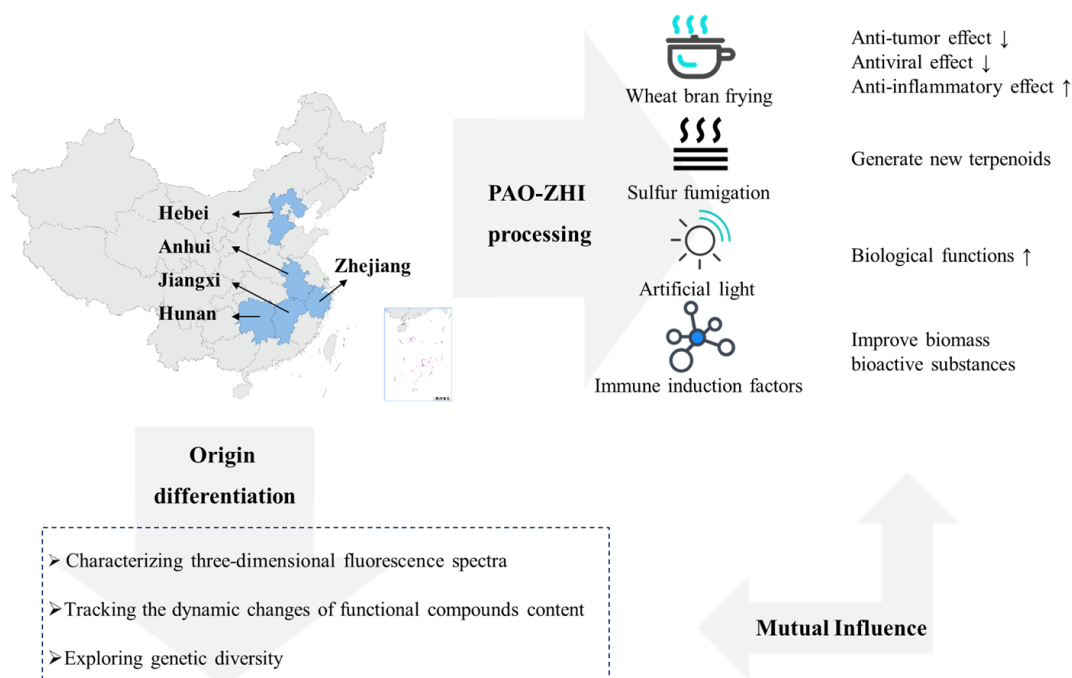 Hebei
Anhui
Jiangxi
Hunan
Zhejiang
PAO-ZHI
processing
Wheat bran frying
Anti-tumor effect ↓
Antiviral effect ↓
Anti-inflammatory effect ↑
Sulfur fumigation
Generate new terpenoids
Artificial light
Biological functions ↑
Immune induction factors
Improve biomass
bioactive substances
Origin
differentiation
➢ Characterizing three-dimensional fluorescence spectra
➢Tracking the dynamic changes of functional compounds content
➢Exploring genetic diversity
Mutual Influence